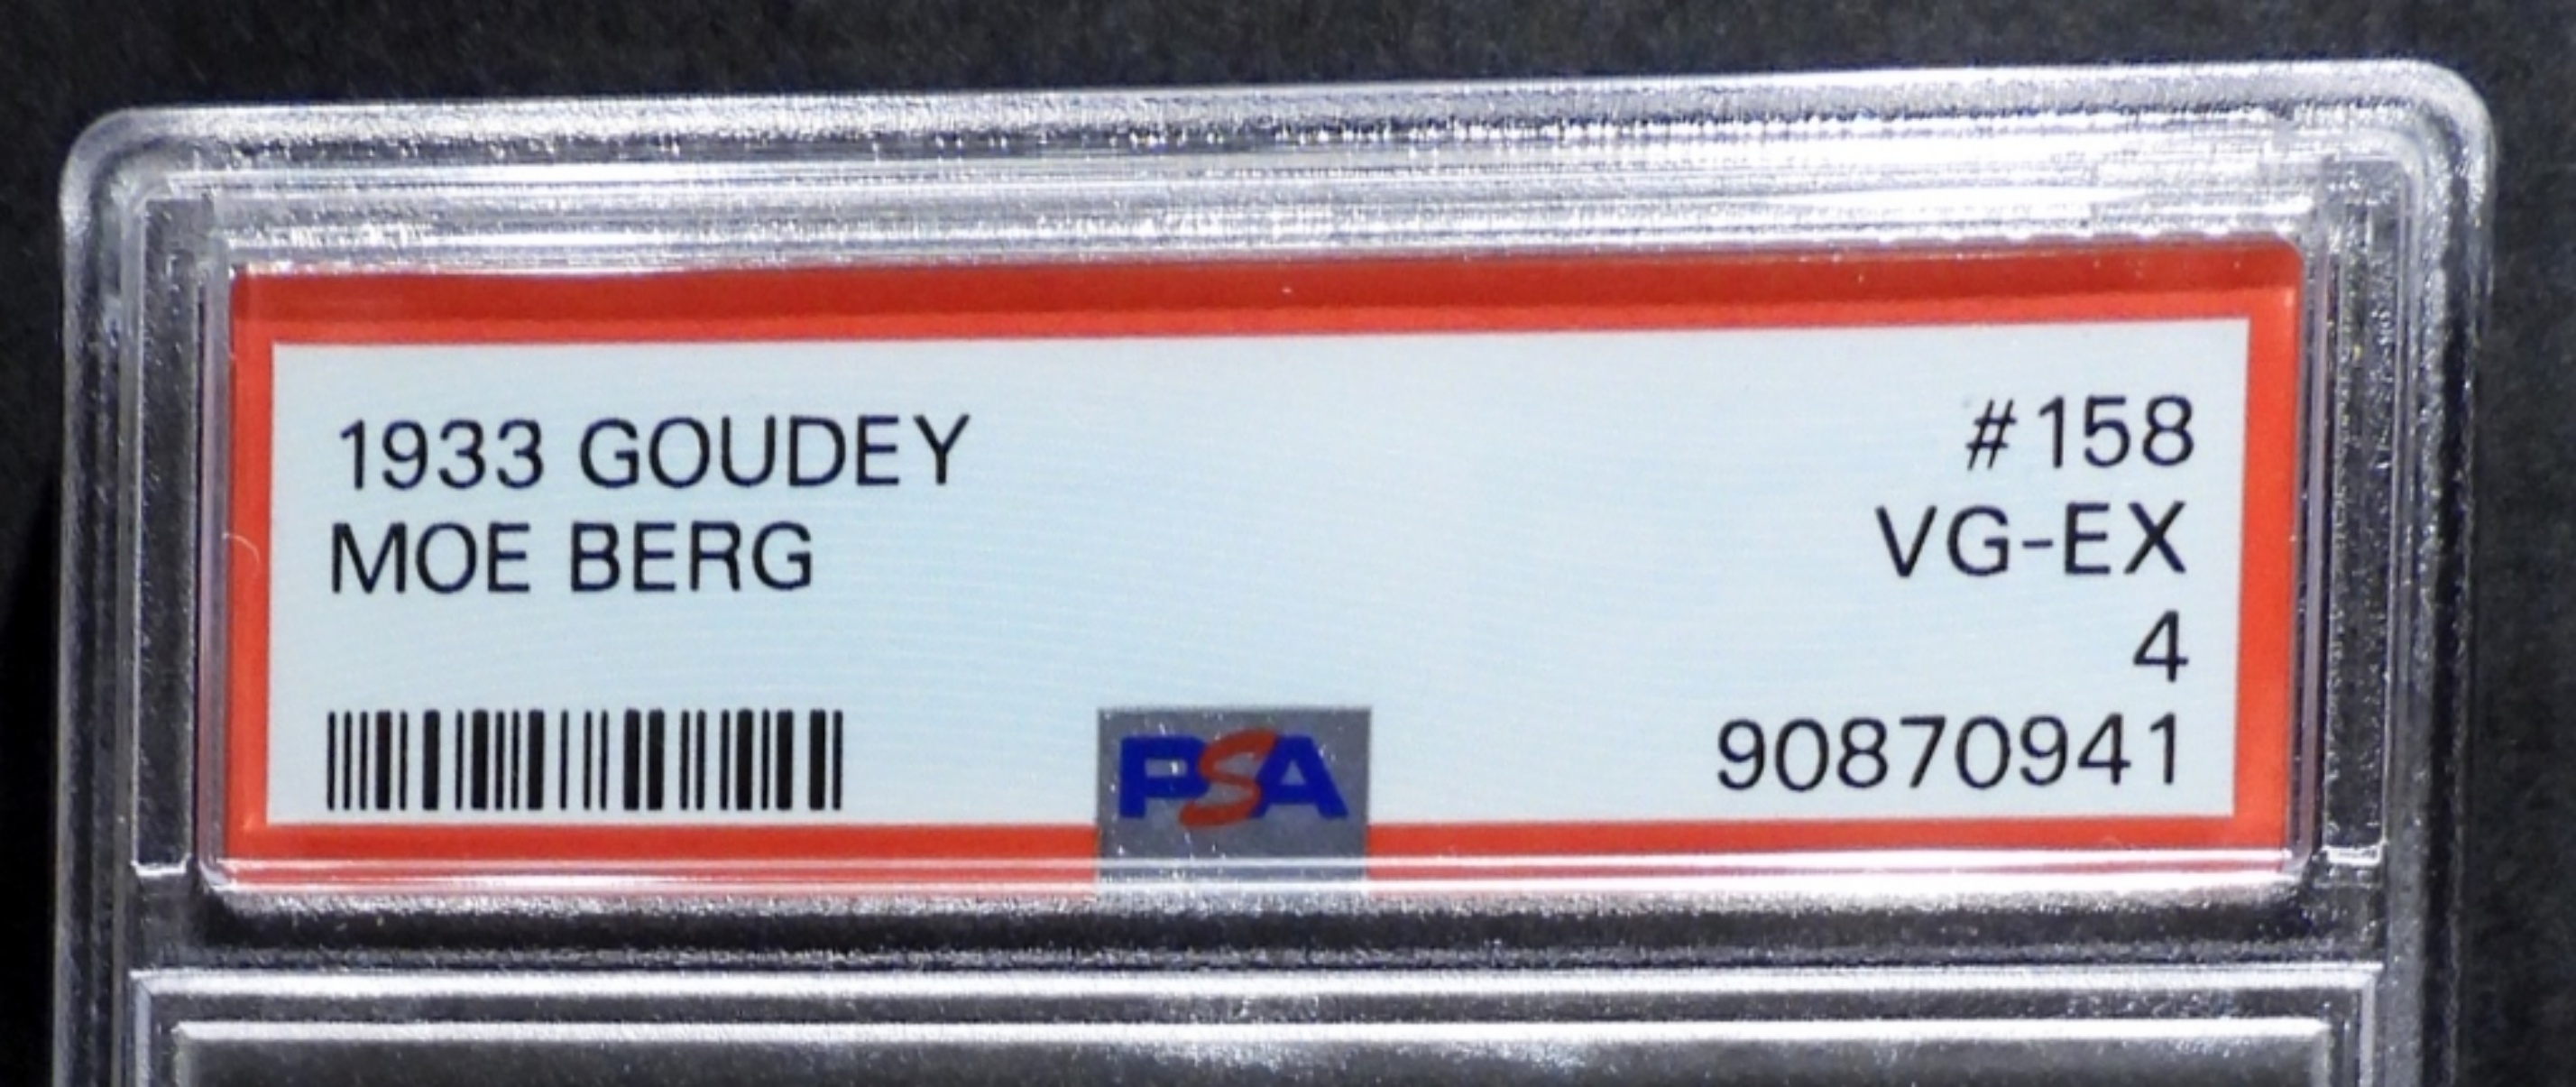 1933 GOUDEY #158
MOE BERG VG-EX
4
PSA 90870941